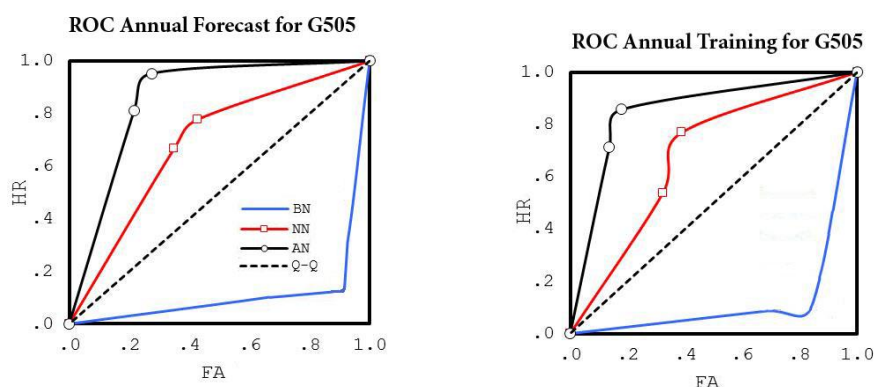 ROC Annual Forecast for G505
1.0
.8
.6
HR
.4
.2
.0
.0 .2 .4 .6 .8 1.0
FA
BN
NN
AN
Q-Q
ROC Annual Training for G505
1.0
.8
.6
HR
.4
.2
.0
.0 .2 .4 .6 .8 1.0
FA